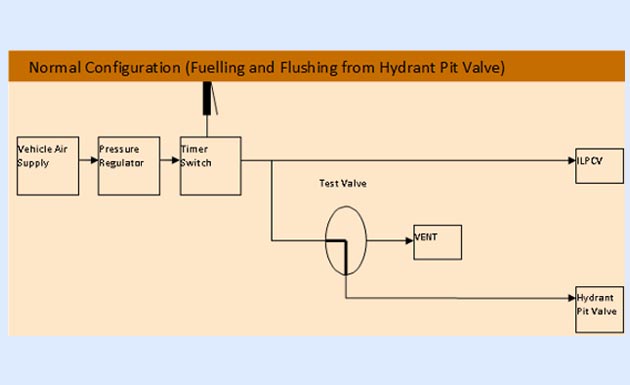 Normal Configuration (Fuelling and Flushing from Hydrant Pit Valve)
Vehicle Air
Supply
Pressure
Regulator
Timer
Switch
ILPCV
Test Valve
VENT
Hydrant
Pit Valve